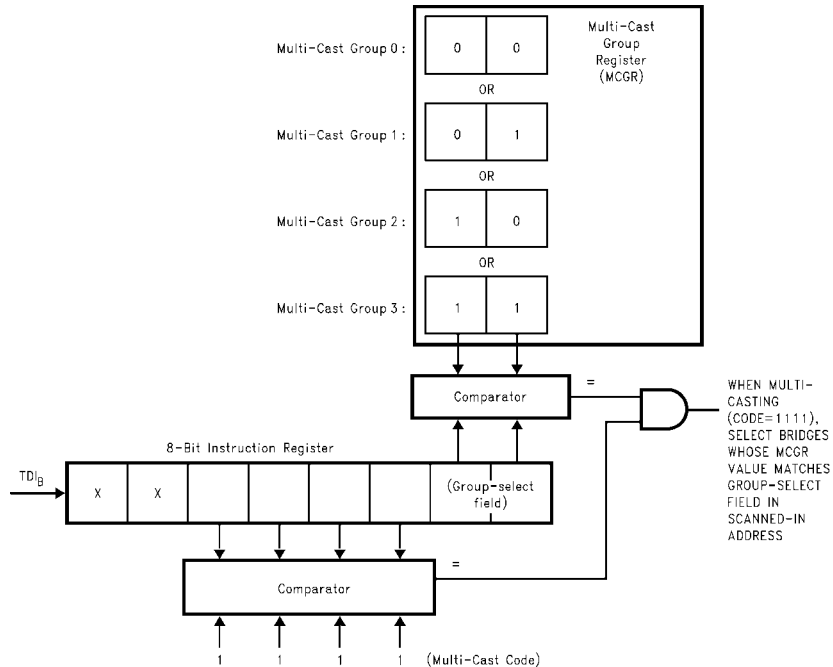 Multi-Cast Group 0 :
0 0
Multi-Cast
Group
Register
(MCGR)
OR
Multi-Cast Group 1 :
0 1
OR
Multi-Cast Group 2 :
1 0
OR
Multi-Cast Group 3 :
1 1
Comparator
=
WHEN MULTI-
CASTING
(CODE=1111),
SELECT BRIDGES
WHOSE MCGR
VALUE MATCHES
GROUP-SELECT
FIELD IN
SCANNED-IN
ADDRESS
8-Bit Instruction Register
TDIB
X X
(Group-select
field)
Comparator
=
1 1 1 1 (Multi-Cast Code)